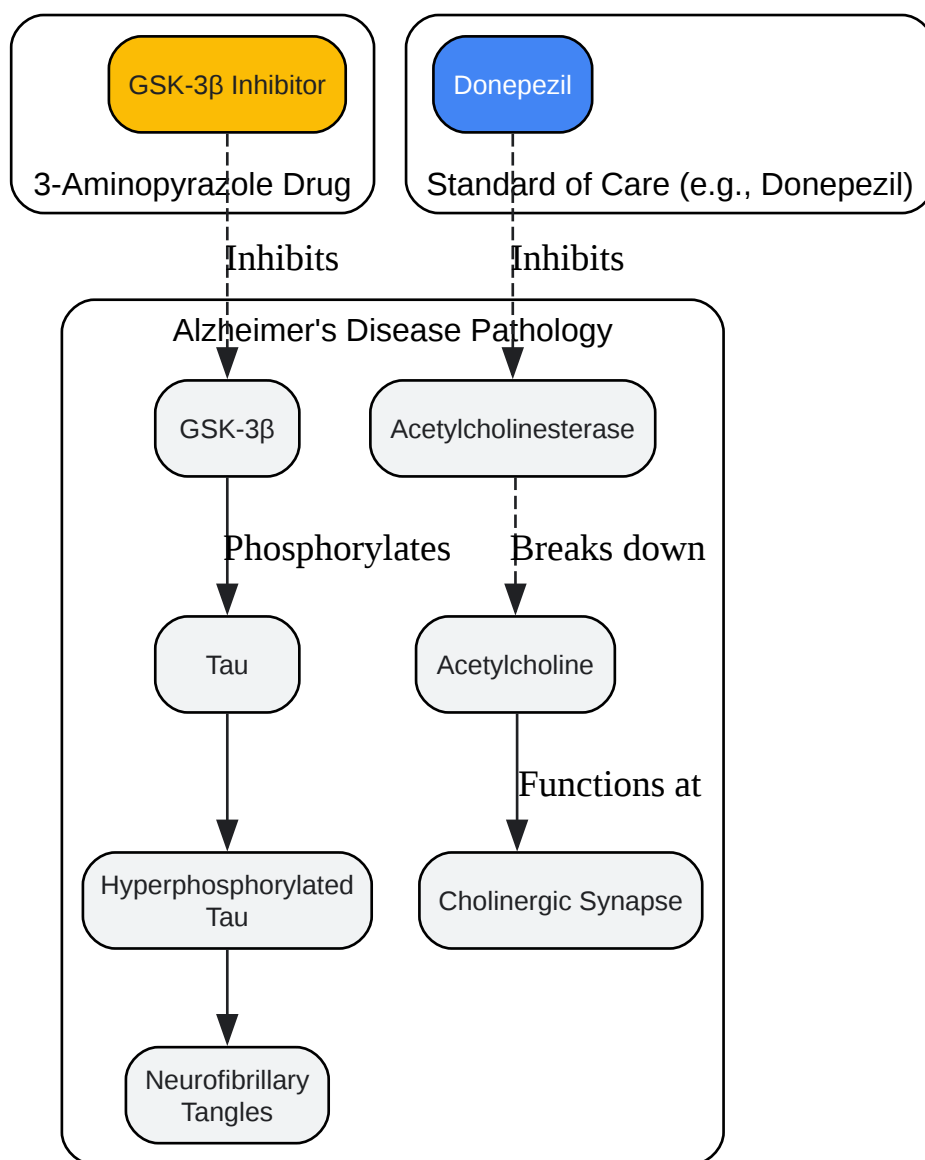 GSK-3β Inhibitor
Donepezil
3-Aminopyrazole Drug
Standard of Care (e.g., Donepezil)
Inhibits
Inhibits
Alzheimer's Disease Pathology
GSK-3β
Acetylcholinesterase
Phosphorylates
Breaks down
Tau
Acetylcholine
Functions at
Hyperphosphorylated
Tau
Cholinergic Synapse
Neurofibrillary
Tangles